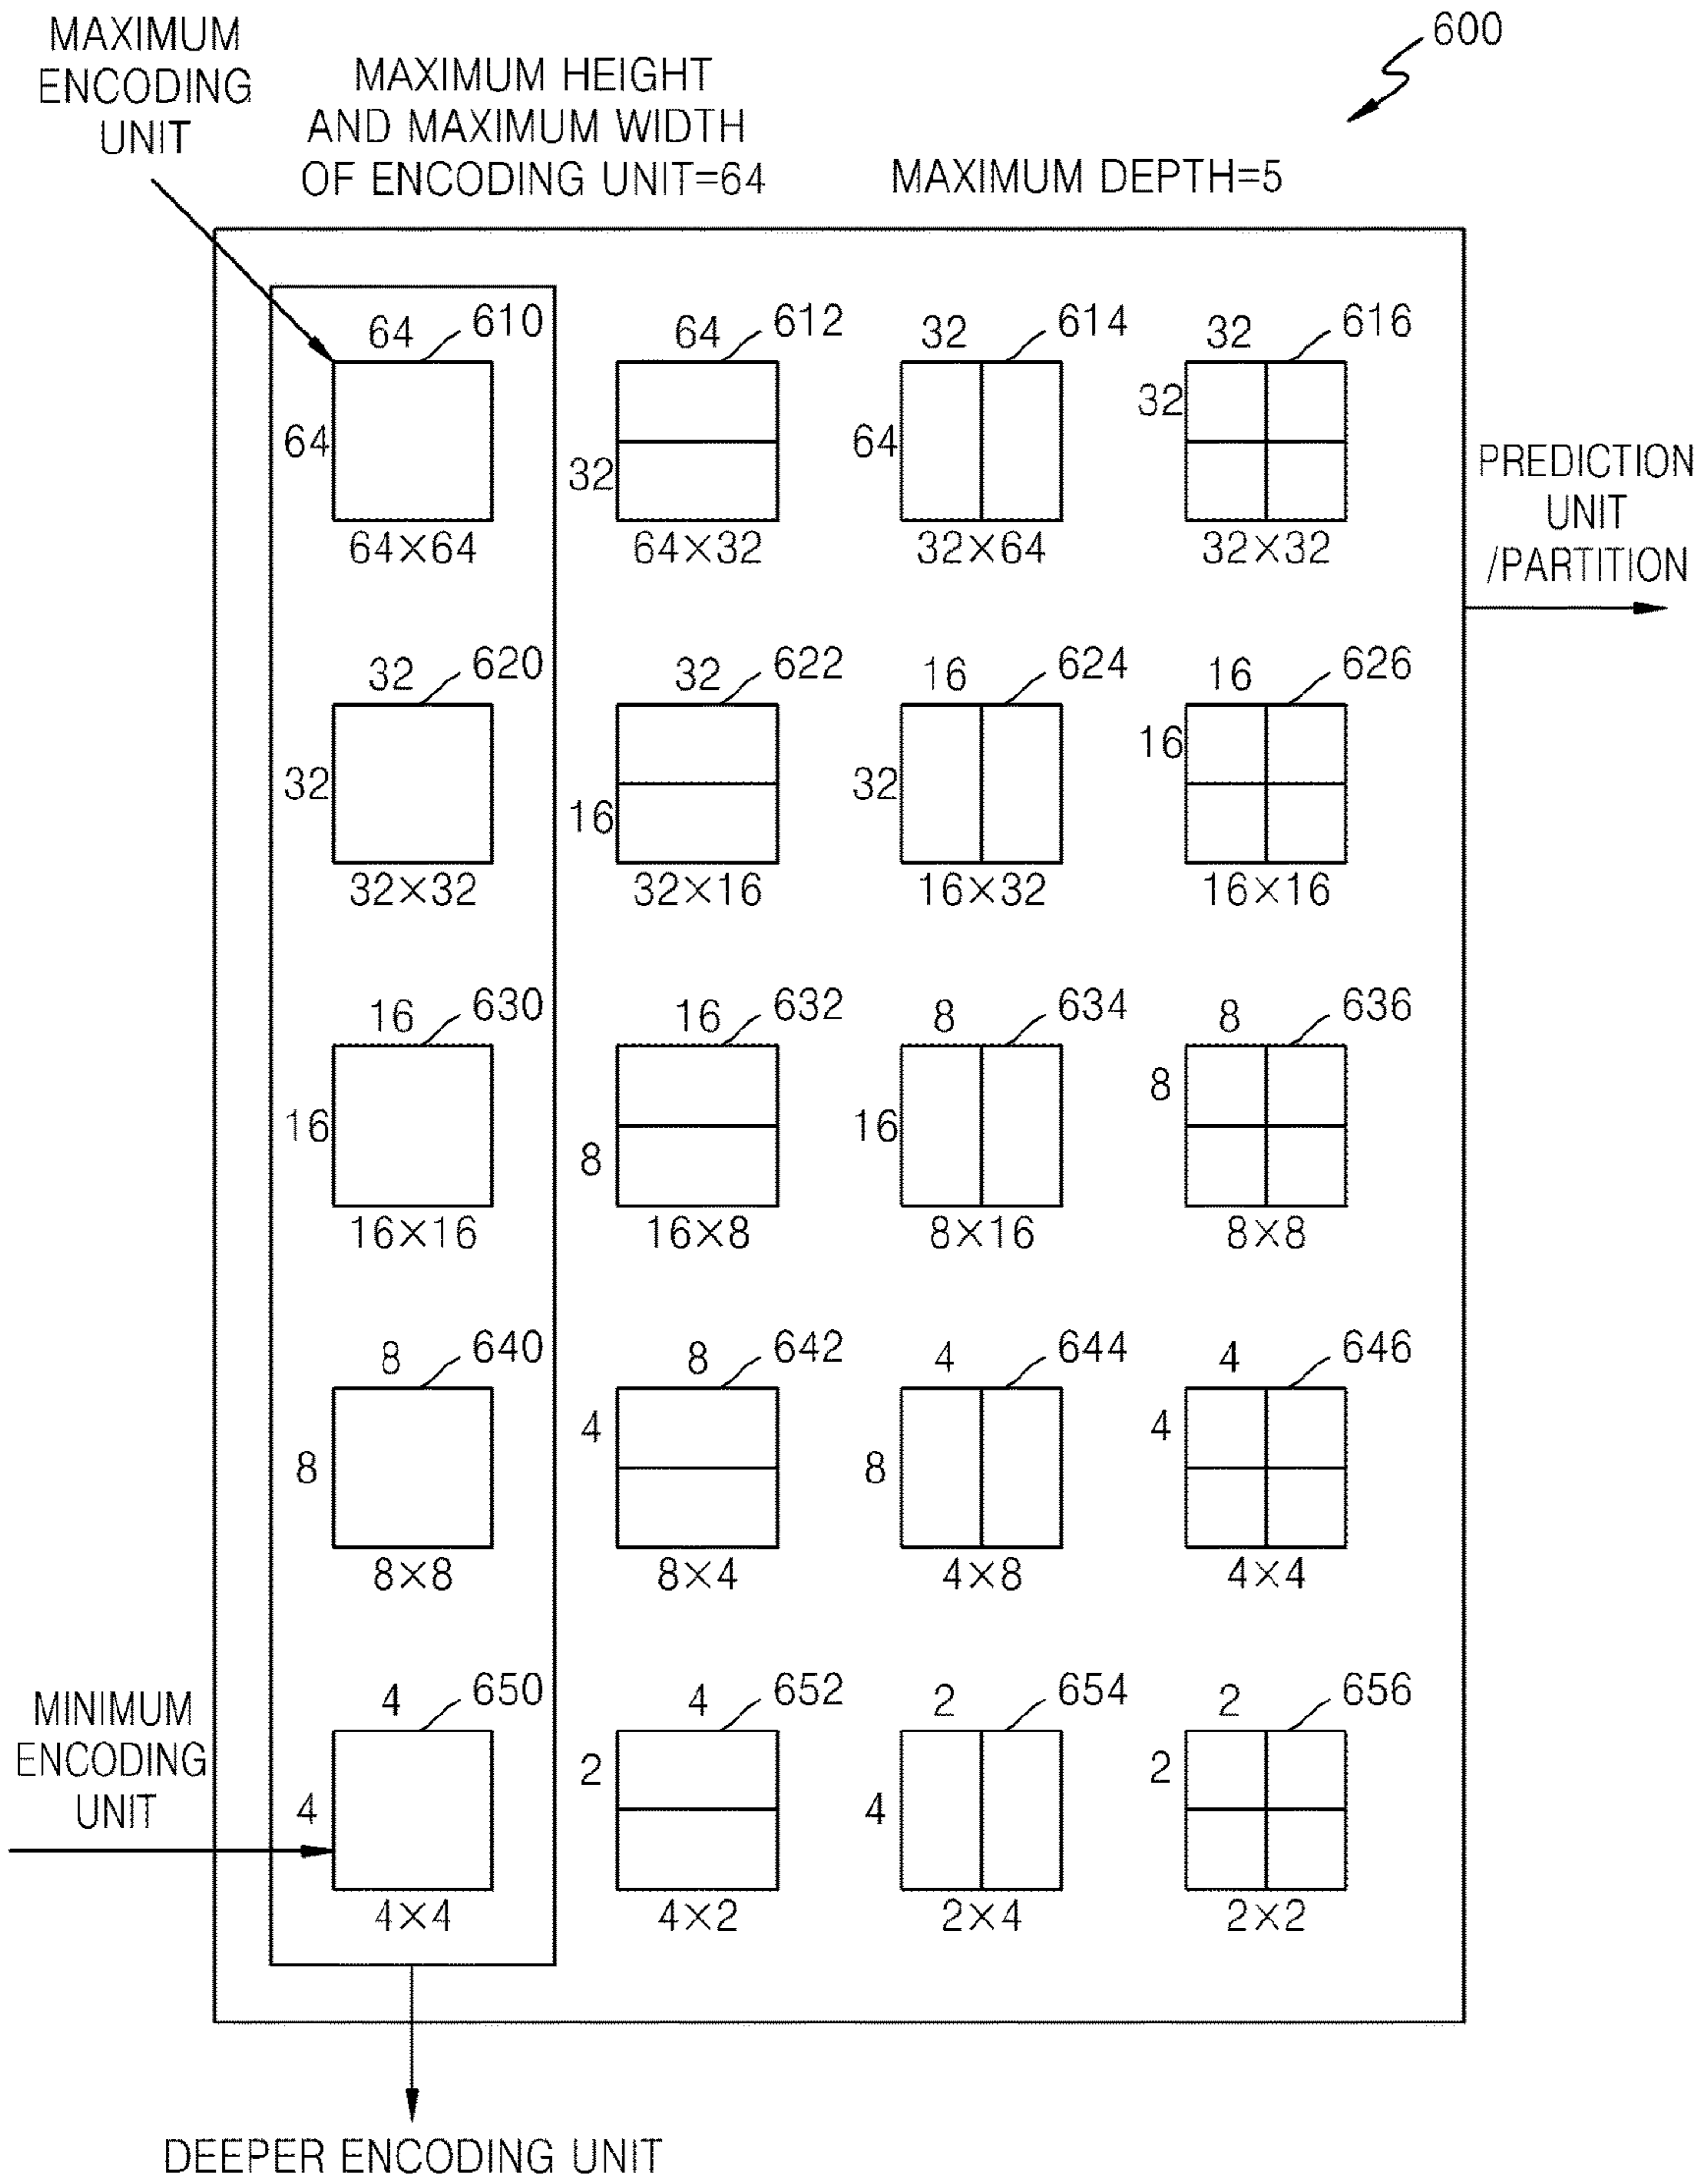 600
MAXIMUM
ENCODING
UNIT
MAXIMUM HEIGHT
AND MAXIMUM WIDTH
OF ENCODING UNIT=64
MAXIMUM DEPTH=5
64 610 64 612 32 614 32 616
64 32 64 32
64×64 64×32 32×64 32×32
PREDICTION
UNIT
/PARTITION
32 620 32 622 16 624 16 626
32 16 32 16
32×32 32×16 16×32 16×16
16 630 16 632 8 634 8 636
16 8 16 8
16×16 16×8 8×16 8×8
8 640 8 642 4 644 4 646
8 4 8 4
8×8 8×4 4×8 4×4
MINIMUM
ENCODING
UNIT
4 650 4 652 2 654 2 656
4 2 4 2
4×4 4×2 2×4 2×2
DEEPER ENCODING UNIT